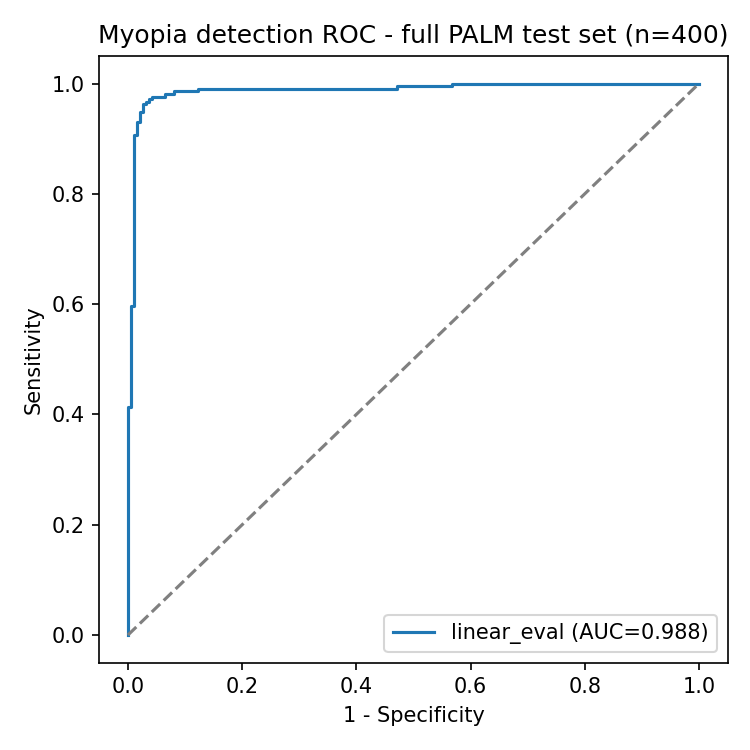 Myopia detection ROC - full PALM test set (n=400)
Sensitivity
1.0
0.8
0.6
0.4
0.2
0.0
linear_eval (AUC=0.988)
0.0 0.2 0.4 0.6 0.8 1.0
1 - Specificity